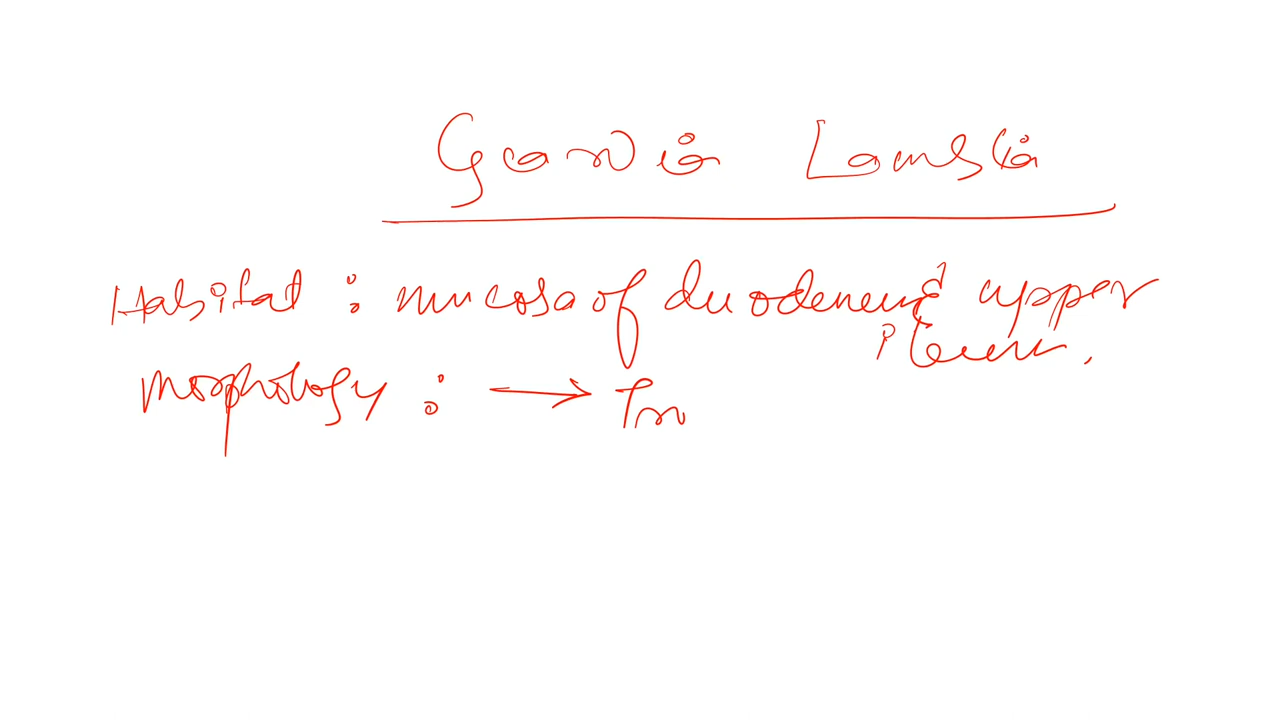 Giardia Lamblia
Habitat : mucosa of duodenum & upper
ileum.
morphology : → Tro